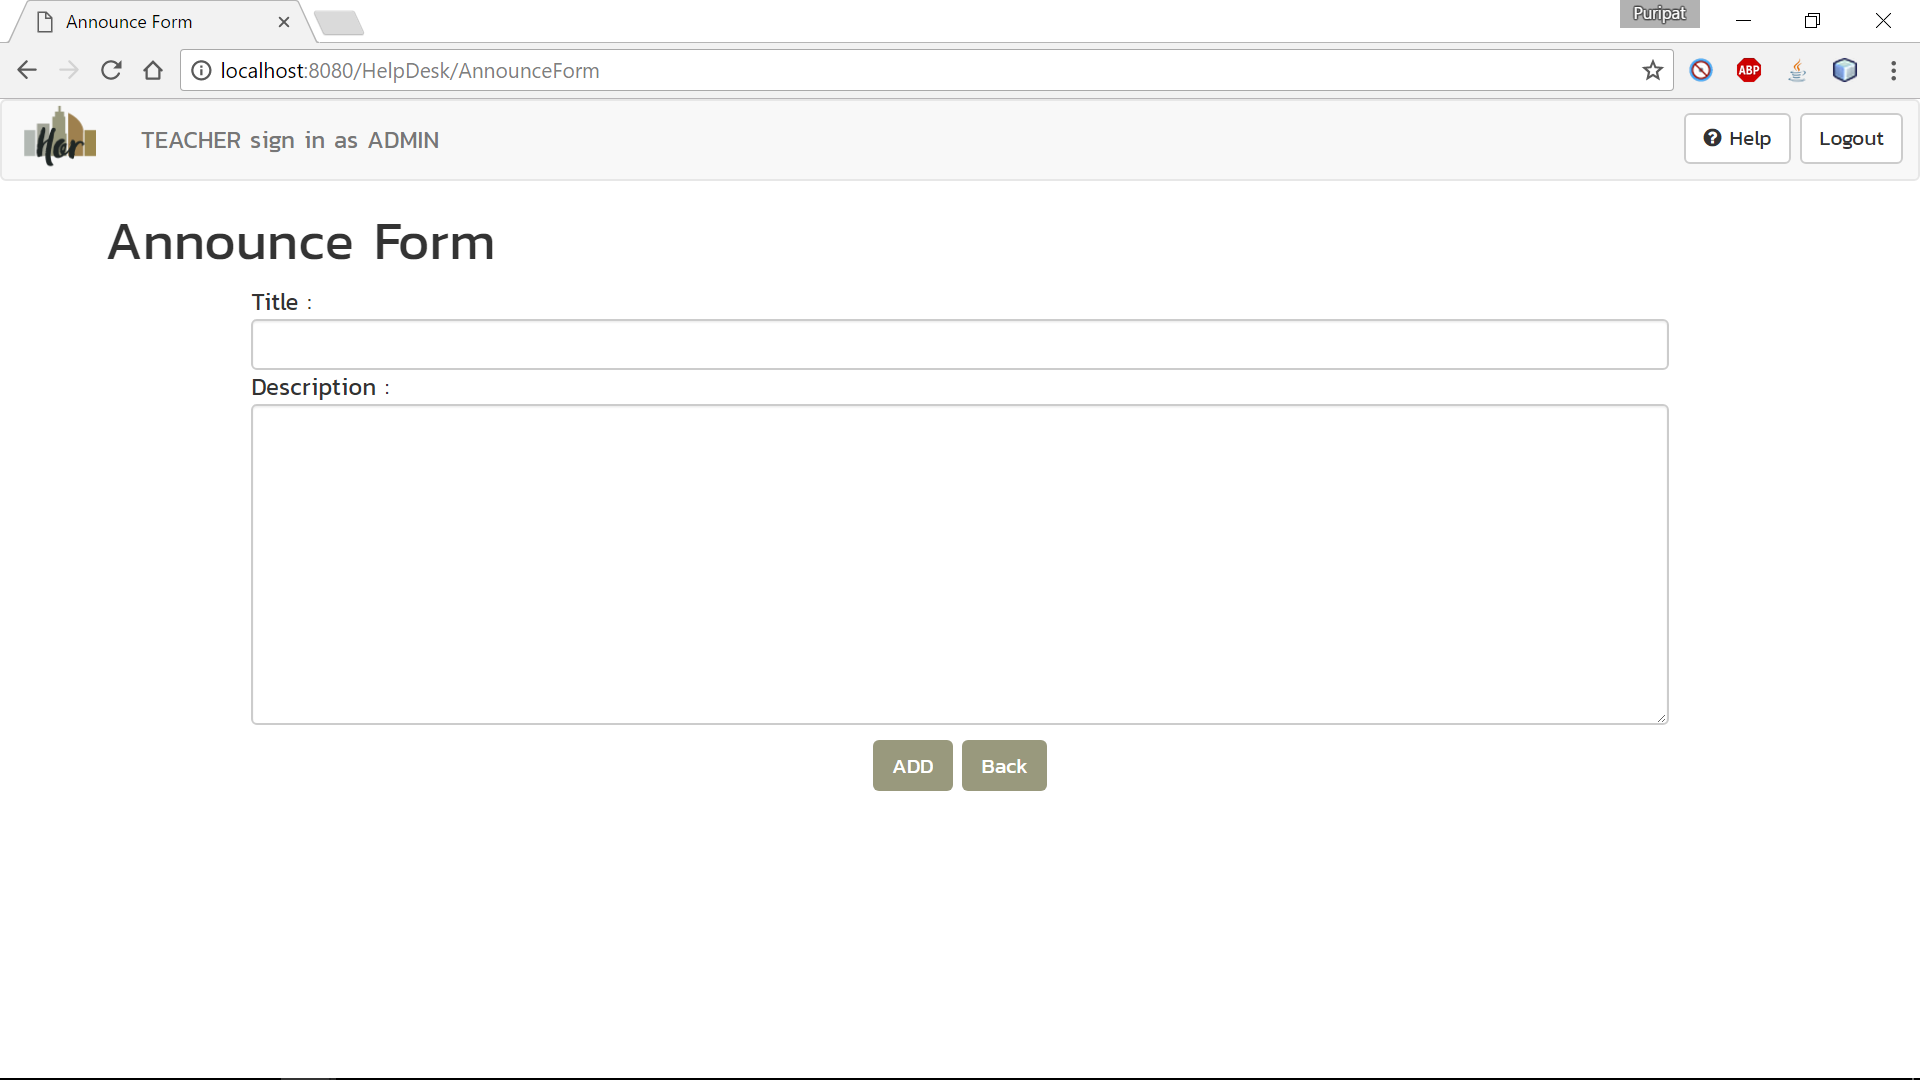 Announce Form
Puripat
localhost:8080/HelpDesk/AnnounceForm
ABP
Hor
TEACHER sign in as ADMIN
Help
Logout
Announce Form
Title :
Description :
ADD
Back